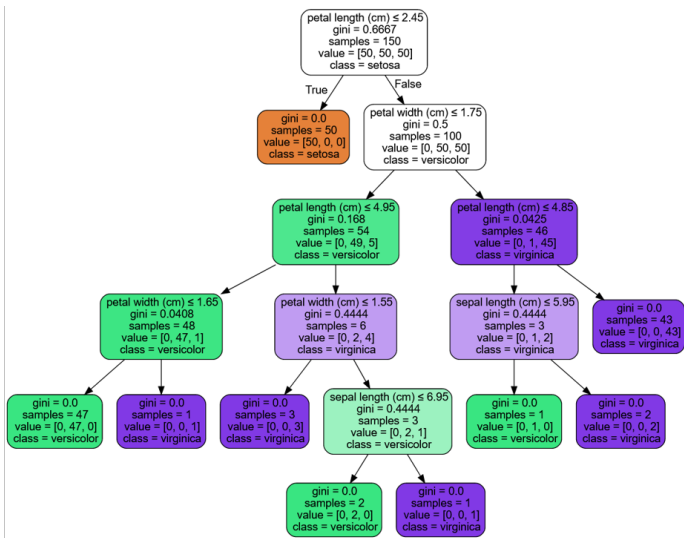 petal length (cm) ≤ 2.45
gini = 0.6667
samples = 150
value = [50, 50, 50]
class = setosa
True
False
gini = 0.0
samples = 50
value = [50, 0, 0]
class = setosa
petal width (cm) ≤ 1.75
gini = 0.5
samples = 100
value = [0, 50, 50]
class = versicolor
petal length (cm) ≤ 4.95
gini = 0.168
samples = 54
value = [0, 49, 5]
class = versicolor
petal length (cm) ≤ 4.85
gini = 0.0425
samples = 46
value = [0, 1, 45]
class = virginica
petal width (cm) ≤ 1.65
gini = 0.0408
samples = 48
value = [0, 47, 1]
class = versicolor
petal width (cm) ≤ 1.55
gini = 0.4444
samples = 6
value = [0, 2, 4]
class = virginica
sepal length (cm) ≤ 5.95
gini = 0.4444
samples = 3
value = [0, 1, 2]
class = virginica
gini = 0.0
samples = 43
value = [0, 0, 43]
class = virginica
gini = 0.0
samples = 47
value = [0, 47, 0]
class = versicolor
gini = 0.0
samples = 1
value = [0, 0, 1]
class = virginica
gini = 0.0
samples = 3
value = [0, 0, 3]
class = virginica
sepal length (cm) ≤ 6.95
gini = 0.4444
samples = 3
value = [0, 2, 1]
class = versicolor
gini = 0.0
samples = 1
value = [0, 1, 0]
class = versicolor
gini = 0.0
samples = 2
value = [0, 0, 2]
class = virginica
gini = 0.0
samples = 2
value = [0, 2, 0]
class = versicolor
gini = 0.0
samples = 1
value = [0, 0, 1]
class = virginica